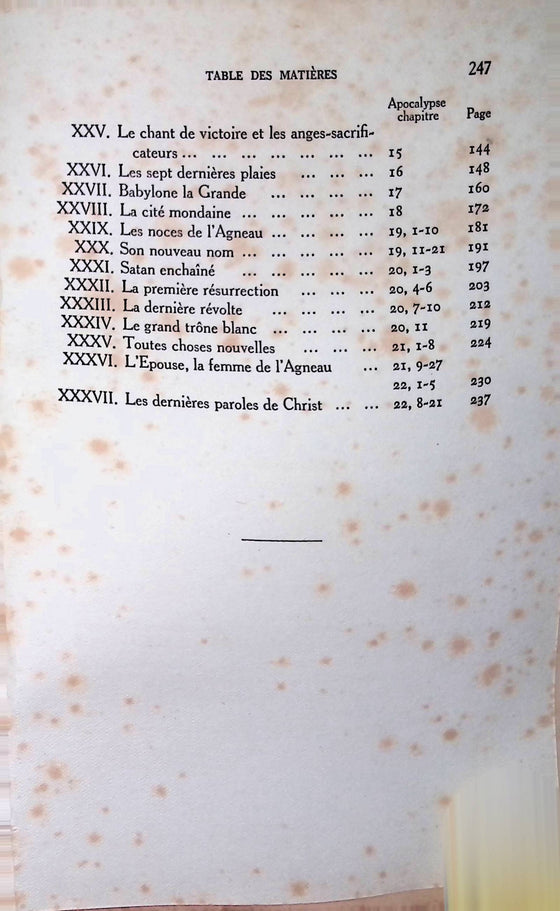 TABLE DES MATIÈRES 247
Apocalypse chapitre Page
XXV. Le chant de victoire et les anges-sacrifi-
cateurs ... ... ... ... ... ... ... 15 144
XXVI. Les sept dernières plaies ... ... ... 16 148
XXVII. Babylone la Grande ... ... ... ... 17 160
XXVIII. La cité mondaine ... ... ... ... ... 18 172
XXIX. Les noces de l'Agneau ... ... ... ... 19, 1-10 181
XXX. Son nouveau nom ... ... ... ... ... 19, 11-21 191
XXXI. Satan enchaîné ... ... ... ... ... 20, 1-3 197
XXXII. La première résurrection ... ... ... 20, 4-6 203
XXXIII. La dernière révolte ... ... ... ... 20, 7-10 212
XXXIV. Le grand trône blanc ... ... ... ... 20, 11 219
XXXV. Toutes choses nouvelles ... ... ... 21, 1-8 224
XXXVI. L'Epouse, la femme de l'Agneau ... 21, 9-27
22, 1-5 230
XXXVII. Les dernières paroles de Christ ... ... 22, 8-21 237